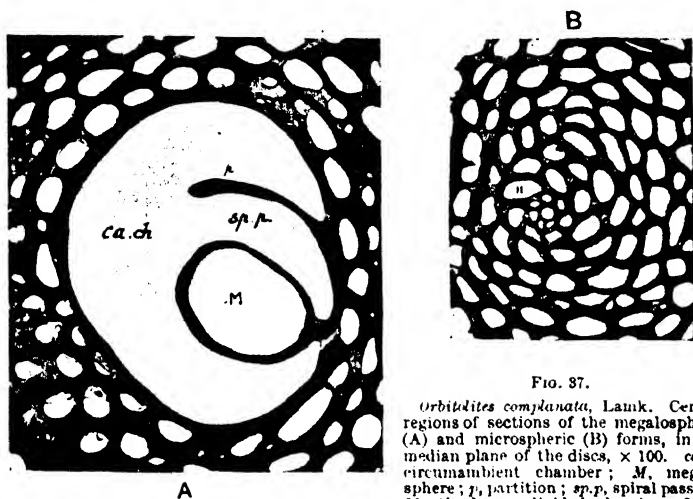 B
p
sp.p.
ca.ch
M
A
FIG. 37.
Orbitolites complanata, Lamk. Cen
regions of sections of the megalosph
(A) and microspheric (B) forms, in
median plane of the discs, × 100.
circumambient chamber; M, meg
sphere; p, partition; sp.p, spiral pass